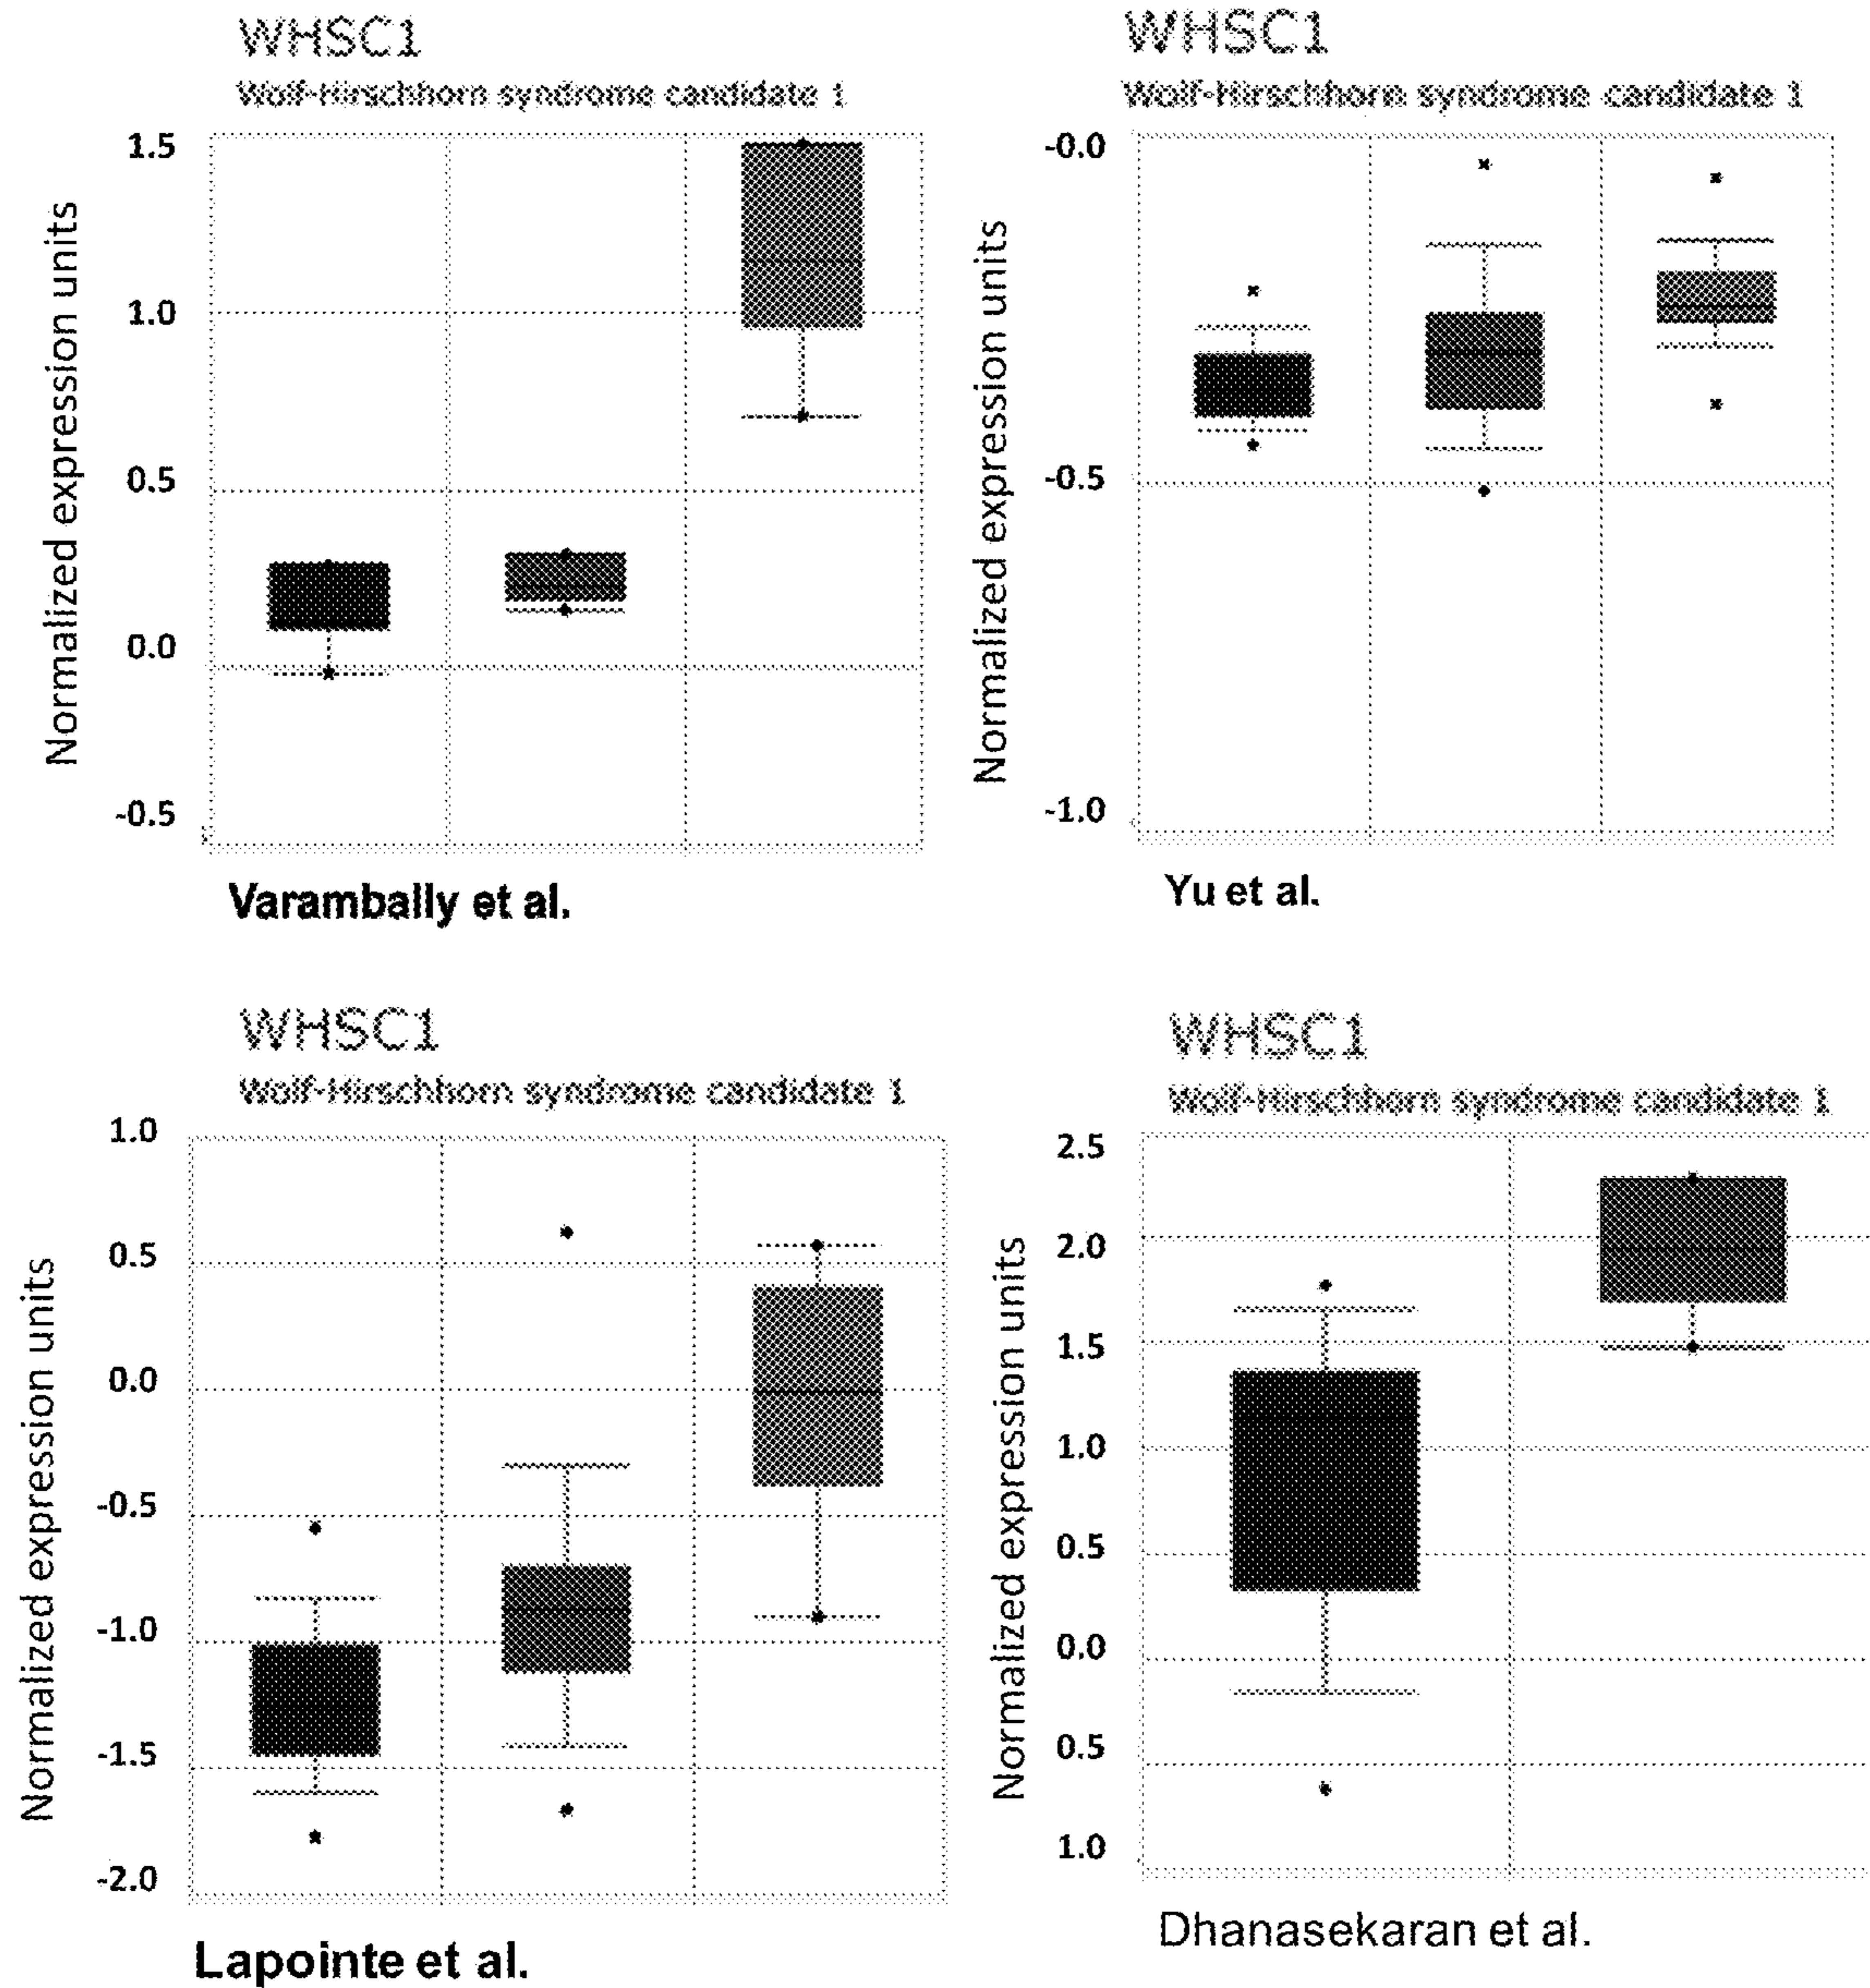 WHSC1
Wolf-Hirschhorn syndrome candidate 1
Normalized expression units
1.5
1.0
0.5
0.0
-0.5
Varambally et al.
WHSC1
Wolf-Hirschhorn syndrome candidate 1
Normalized expression units
-0.0
-0.5
-1.0
Yu et al.
WHSC1
Wolf-Hirschhorn syndrome candidate 1
Normalized expression units
1.0
0.5
0.0
-0.5
-1.0
-1.5
-2.0
Lapointe et al.
WHSC1
Wolf-Hirschhorn syndrome candidate 1
Normalized expression units
2.5
2.0
1.5
1.0
0.5
0.0
0.5
1.0
Dhanasekaran et al.